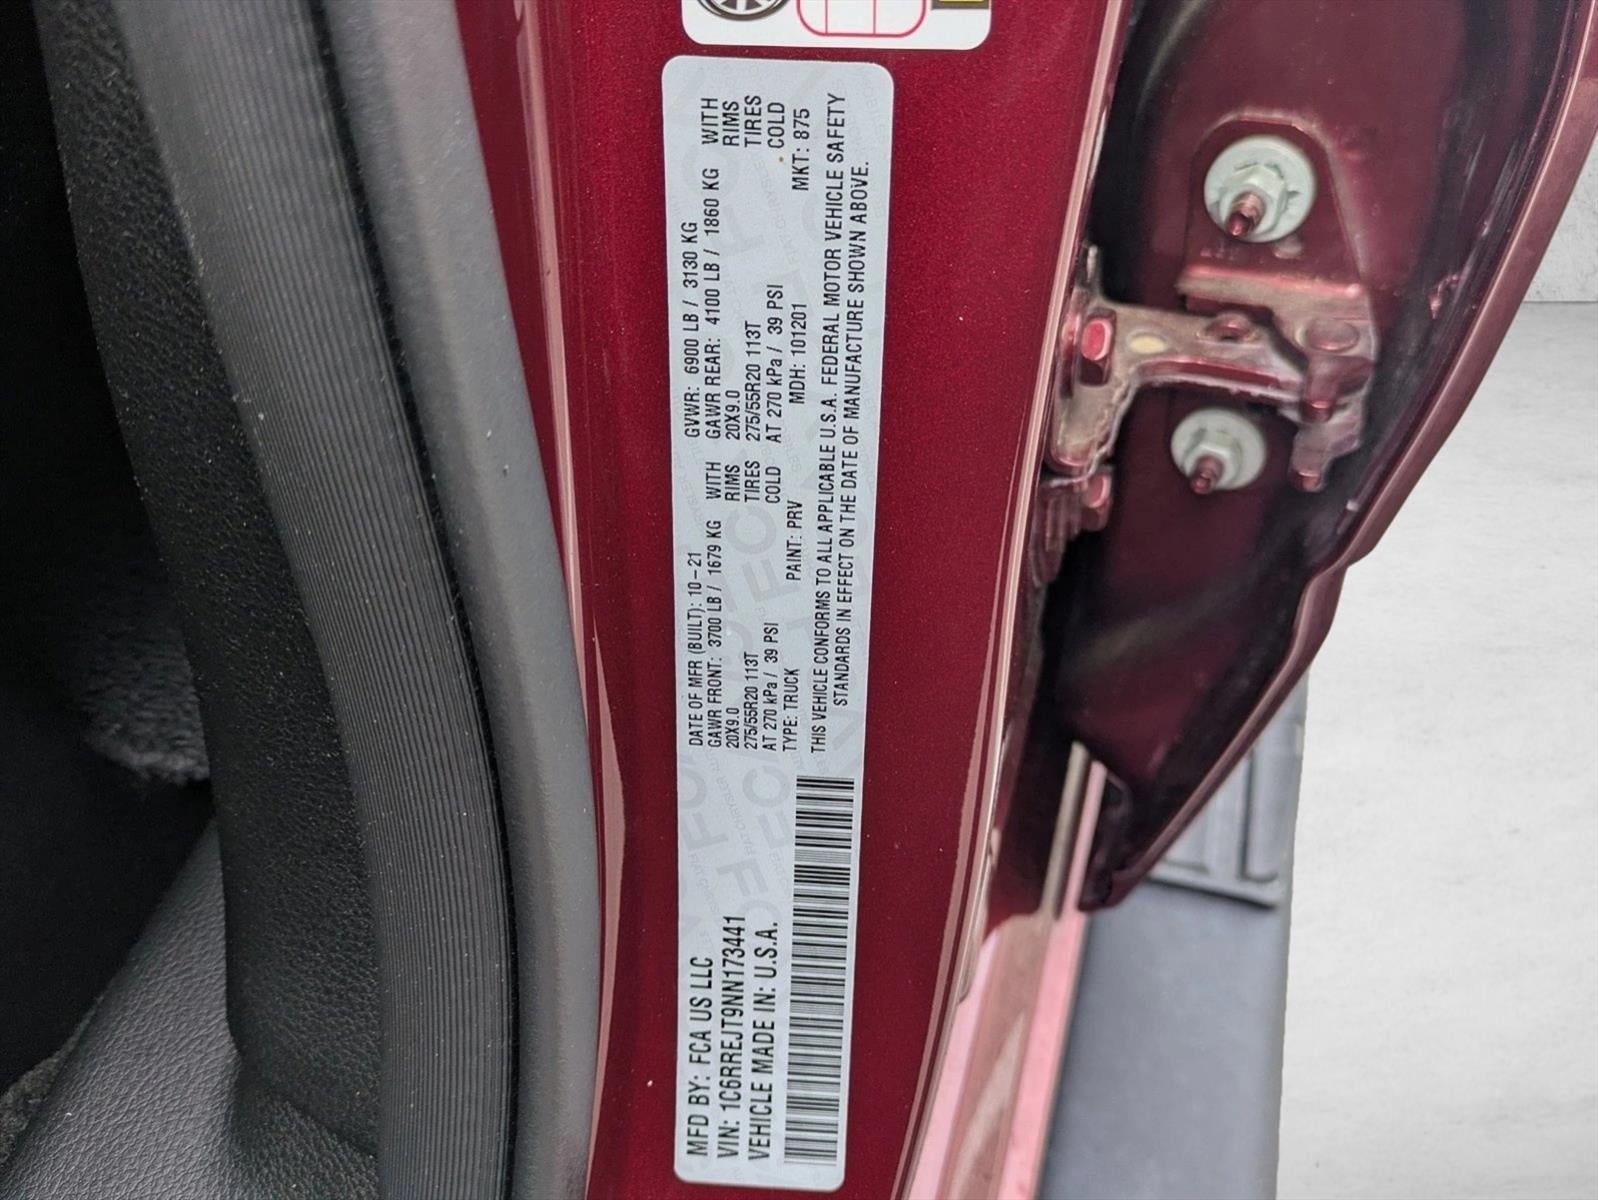 MFD BY: FCA US LLC
VIN: 1C6RREJT9NN173441
VEHICLE MADE IN: U.S.A.
DATE OF MFR (BUILT): 10-21 GVWR: 6900 LB / 3130 KG
GAWR FRONT: 3700 LB / 1679 KG WITH GAWR REAR: 4100 LB / 1860 KG WITH
20X9.0 RIMS 20X9.0 RIMS
275/55R20 113T TIRES 275/55R20 113T TIRES
AT 270 kPa / 39 PSI COLD AT 270 kPa / 39 PSI COLD
TYPE: TRUCK PAINT: PRV MDH: 101201 MKT: 875
THIS VEHICLE CONFORMS TO ALL APPLICABLE U.S.A. FEDERAL MOTOR VEHICLE SAFETY
STANDARDS IN EFFECT ON THE DATE OF MANUFACTURE SHOWN ABOVE.